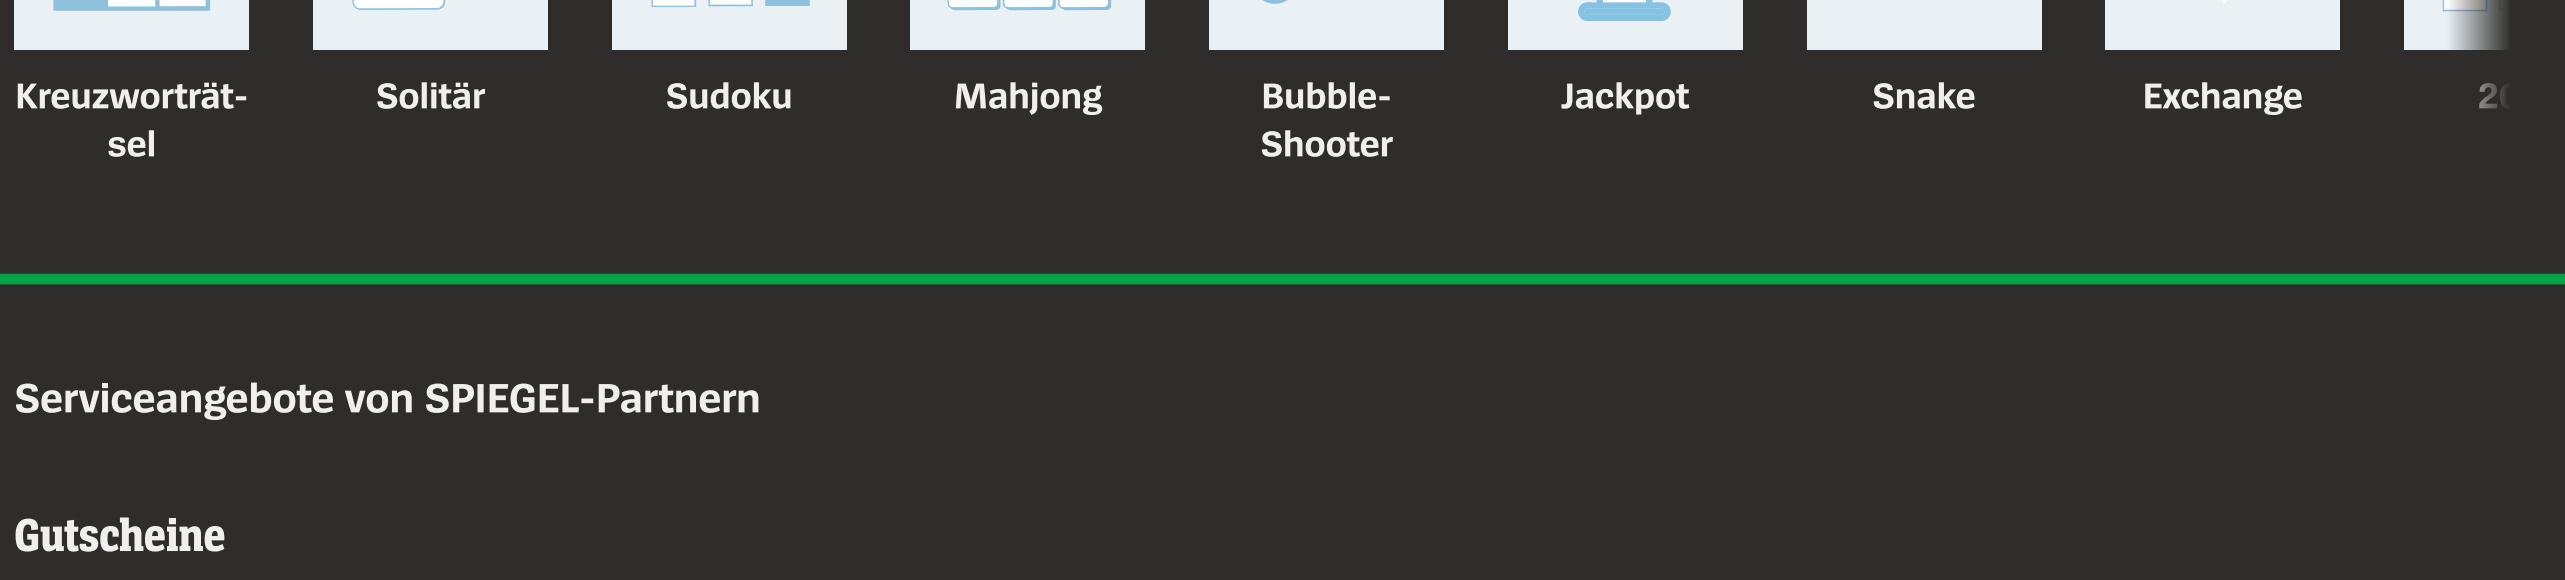 Kreuzworträt-
sel
Solitär
Sudoku
Mahjong
Bubble-
Shooter
Jackpot
Snake
Exchange
Serviceangebote von SPIEGEL-Partnern
Gutscheine